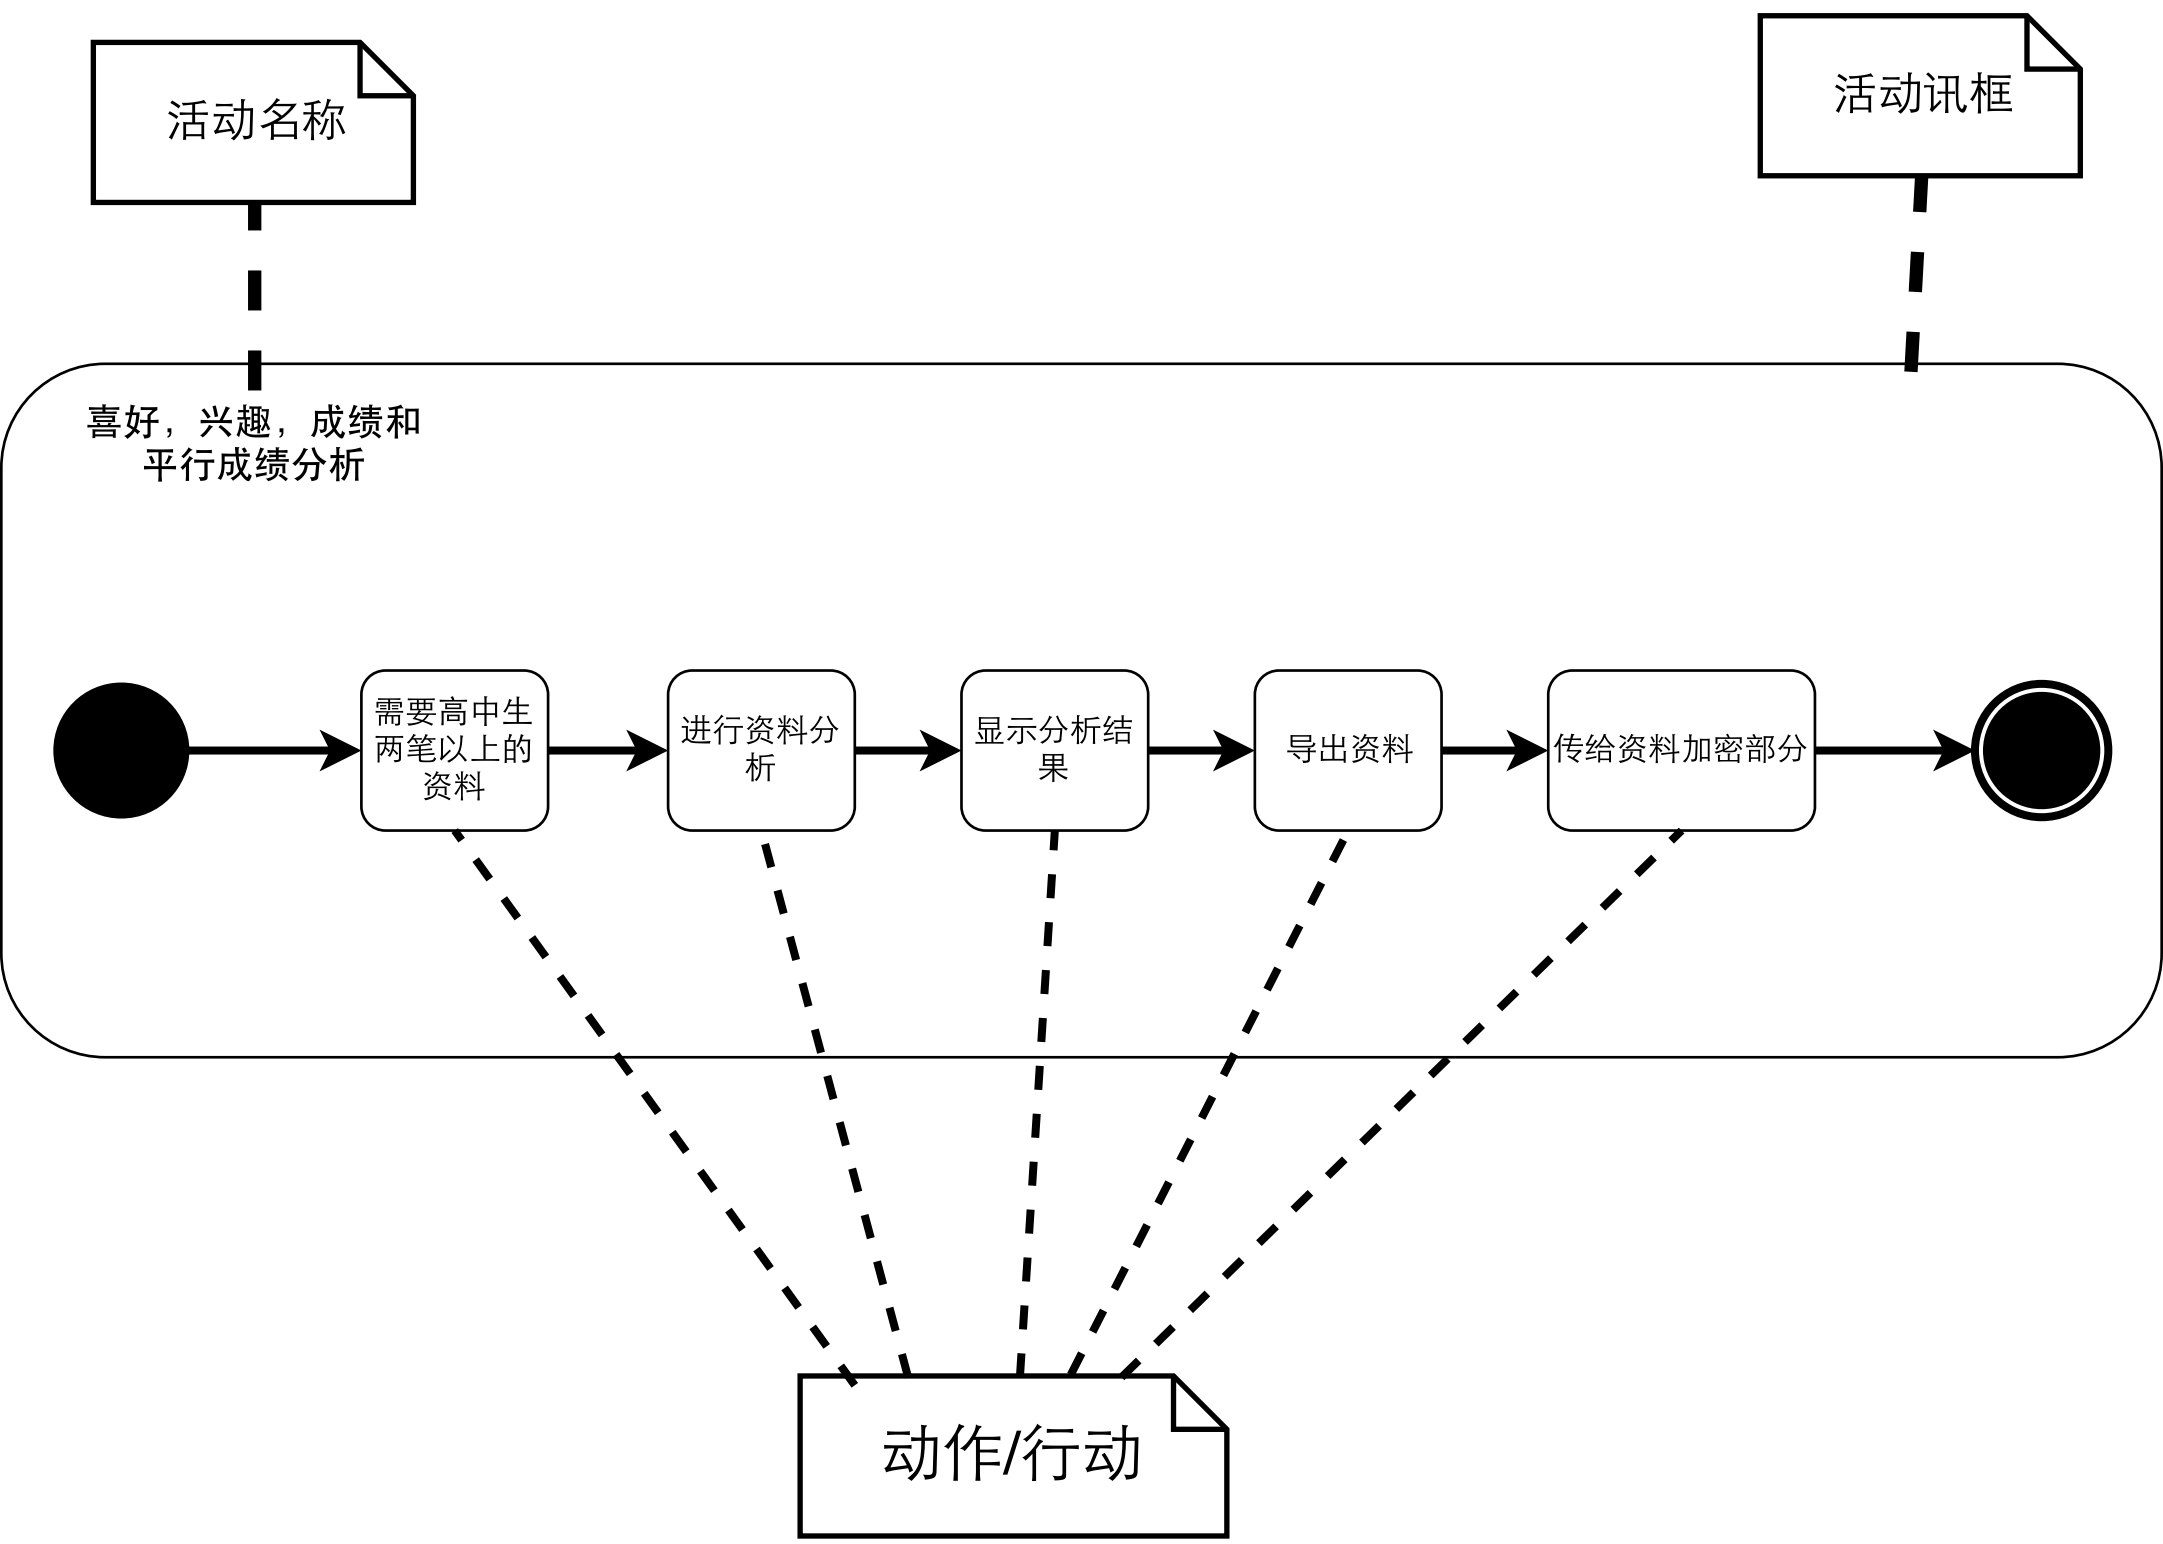 活动名称
活动讯框
喜好，兴趣，成绩和
平行成绩分析
需要高中生
两笔以上的
资料
进行资料分
析
显示分析结
果
导出资料
传给资料加密部分
动作/行动